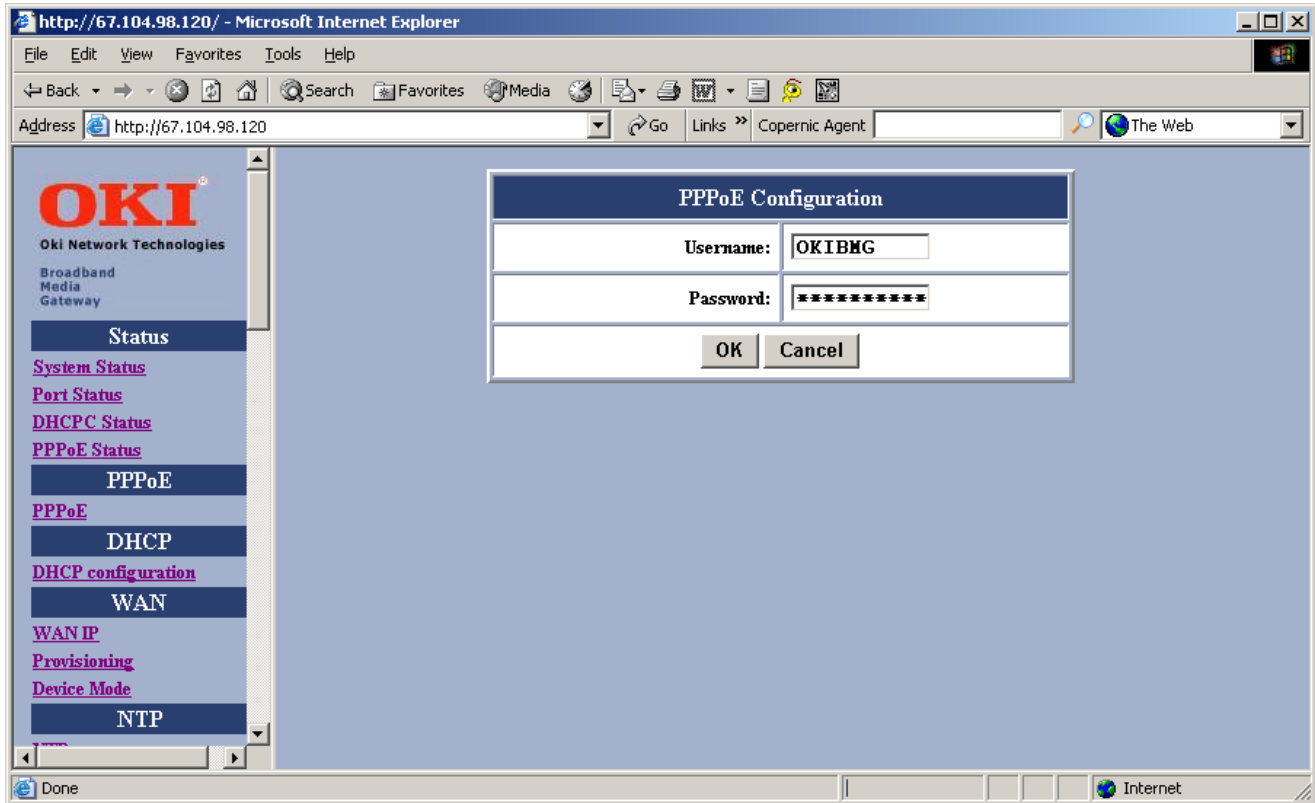 http://67.104.98.120/ - Microsoft Internet Explorer
File Edit View Favorites Tools Help
Back Search Favorites Media
Address http://67.104.98.120 Go Links » Copernic Agent The Web
OKI®
Oki Network Technologies
Broadband
Media
Gateway
Status
System Status
Port Status
DHCPC Status
PPPoE Status
PPPoE
PPPoE
DHCP
DHCP configuration
WAN
WAN IP
Provisioning
Device Mode
NTP
PPPoE Configuration
Username: OKIBMG
Password: **********
OK Cancel
Done Internet